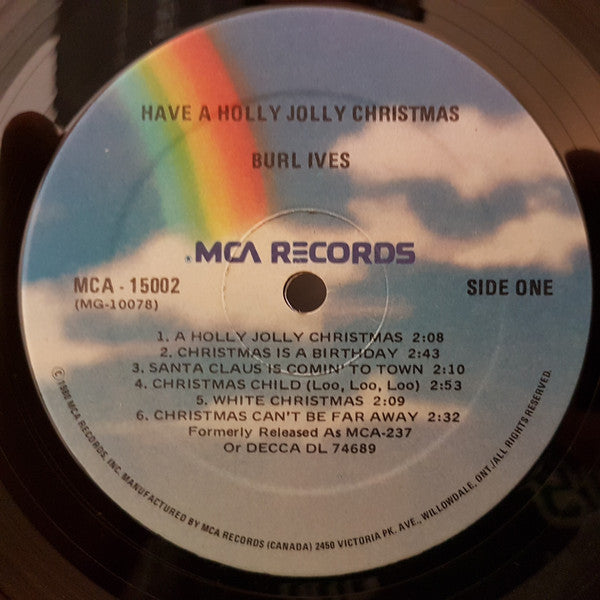 HAVE A HOLLY JOLLY CHRISTMAS
BURL IVES
MCA RECORDS
MCA - 15002
(MG-10078)
SIDE ONE
1. A HOLLY JOLLY CHRISTMAS 2:08
2. CHRISTMAS IS A BIRTHDAY 2:43
3. SANTA CLAUS IS COMIN' TO TOWN 2:10
4. CHRISTMAS CHILD (Loo, Loo, Loo) 2:53
5. WHITE CHRISTMAS 2:09
6. CHRISTMAS CAN'T BE FAR AWAY 2:32
Formerly Released As MCA-237
Or DECCA DL 74689
© 1980 MCA RECORDS, INC. MANUFACTURED BY MCA RECORDS (CANADA) 2450 VICTORIA PK. AVE., WILLOWDALE, ONT./ALL RIGHTS RESERVED.